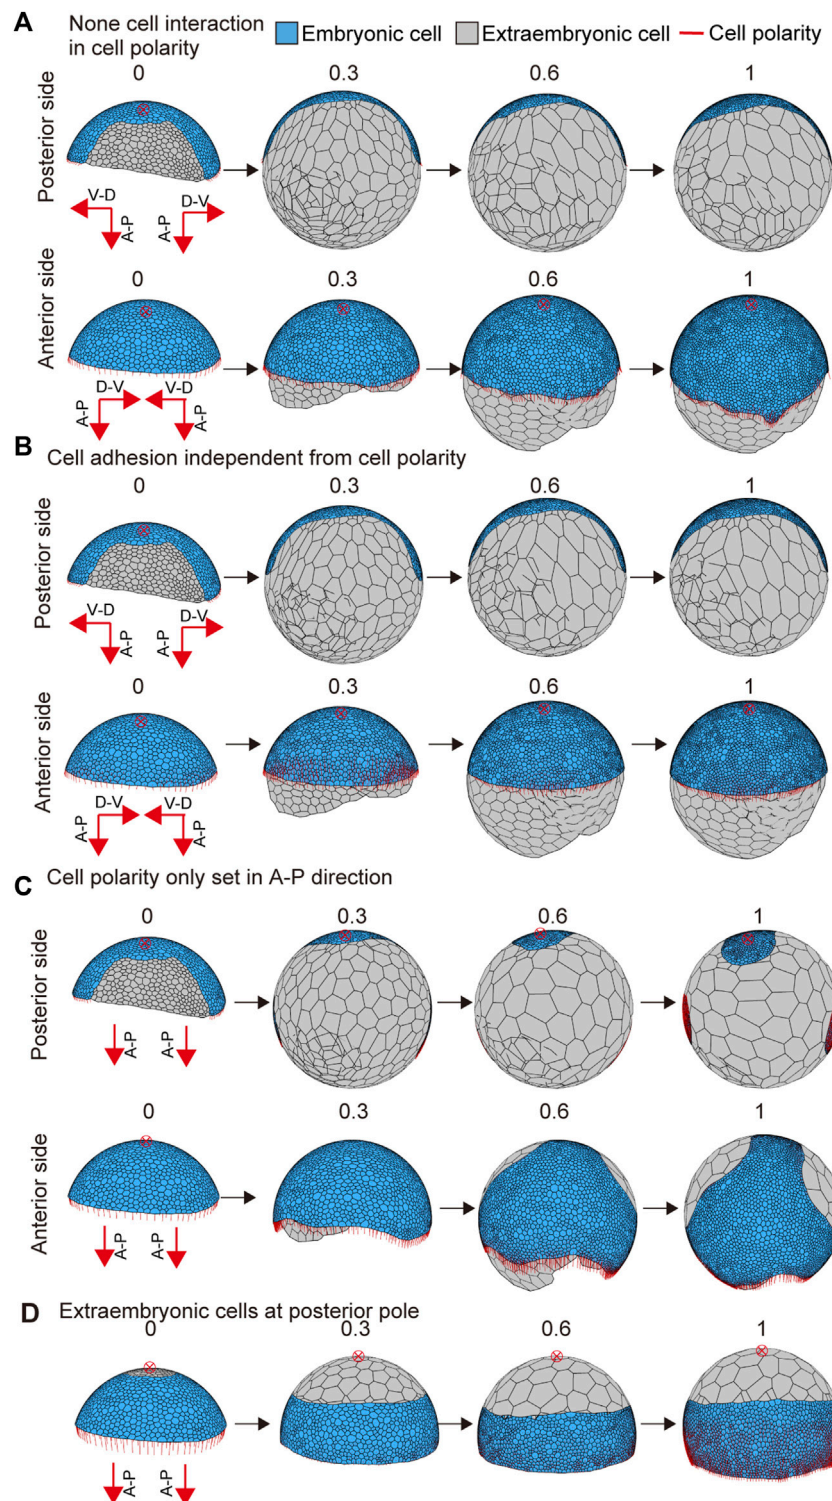 A None cell interaction in cell polarity
Embryonic cell Extraembryonic cell Cell polarity
0 0.3 0.6 1
Posterior side
V-D D-V
A-P A-P
0 0.3 0.6 1
Anterior side
D-V V-D
A-P A-P
B Cell adhesion independent from cell polarity
0 0.3 0.6 1
Posterior side
V-D D-V
A-P A-P
0 0.3 0.6 1
Anterior side
D-V V-D
A-P A-P
C Cell polarity only set in A-P direction
0 0.3 0.6 1
Posterior side
A-P A-P
0 0.3 0.6 1
Anterior side
A-P A-P
D Extraembryonic cells at posterior pole
0 0.3 0.6 1
A-P A-P